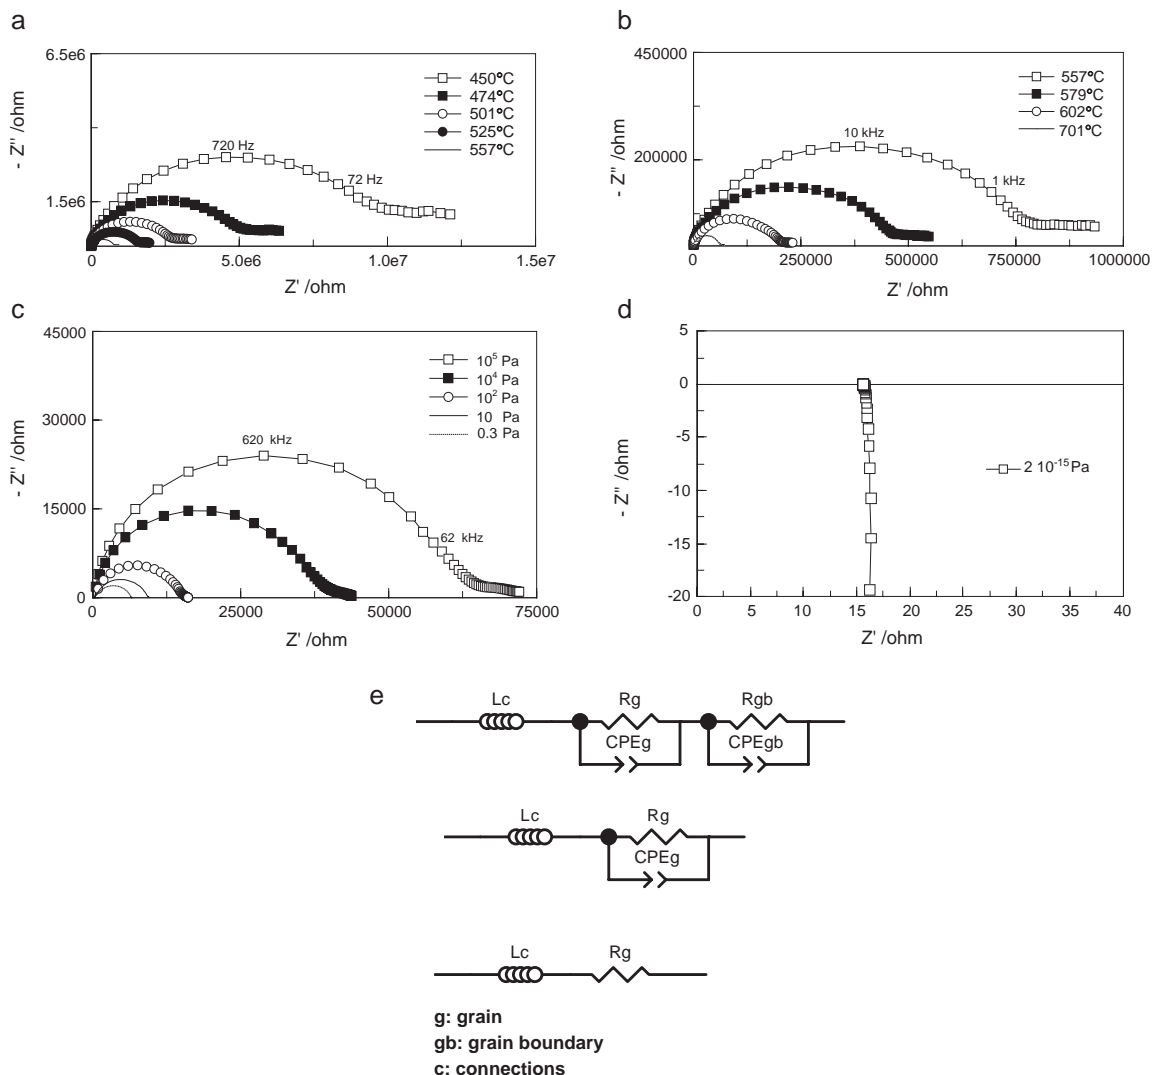 a
6.5e6
1.5e6
0
- Z'' /ohm
450°C
474°C
501°C
525°C
557°C
720 Hz
72 Hz
0
5.0e6
1.0e7
1.5e7
Z' /ohm
b
450000
200000
0
- Z'' /ohm
557°C
579°C
602°C
701°C
10 kHz
1 kHz
0
250000
500000
750000
1000000
Z' /ohm
c
45000
30000
15000
0
- Z'' /ohm
10⁵ Pa
10⁴ Pa
10² Pa
10 Pa
0.3 Pa
620 kHz
62 kHz
0
25000
50000
75000
Z' /ohm
d
5
0
-5
-10
-15
-20
- Z'' /ohm
2 10⁻¹⁵Pa
0
5
10
15
20
25
30
35
40
Z' /ohm
e
Lc Rg Rgb
CPEg CPEgb
Lc Rg
CPEg
Lc Rg
g: grain
gb: grain boundary
c: connections